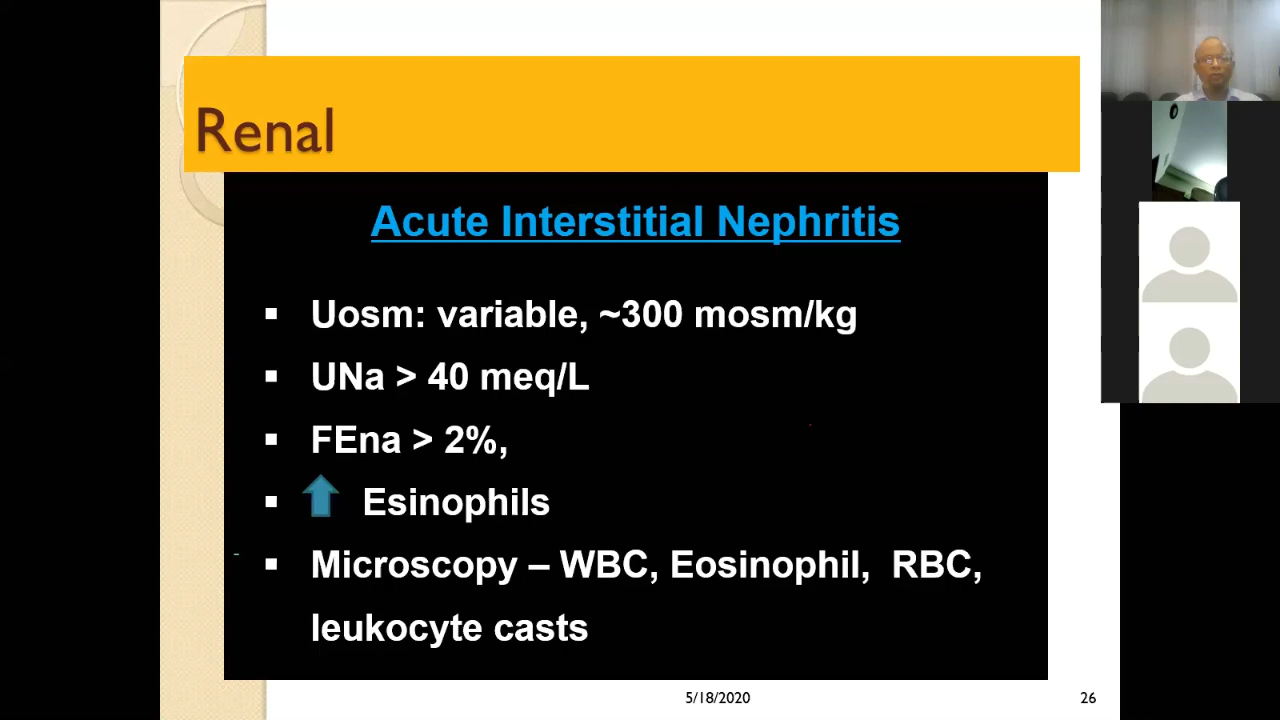 Renal
Acute Interstitial Nephritis
▪ Uosm: variable, ~300 mosm/kg
▪ UNa > 40 meq/L
▪ FEna > 2%,
▪ Esinophils
▪ Microscopy – WBC, Eosinophil, RBC,
leukocyte casts
5/18/2020
26